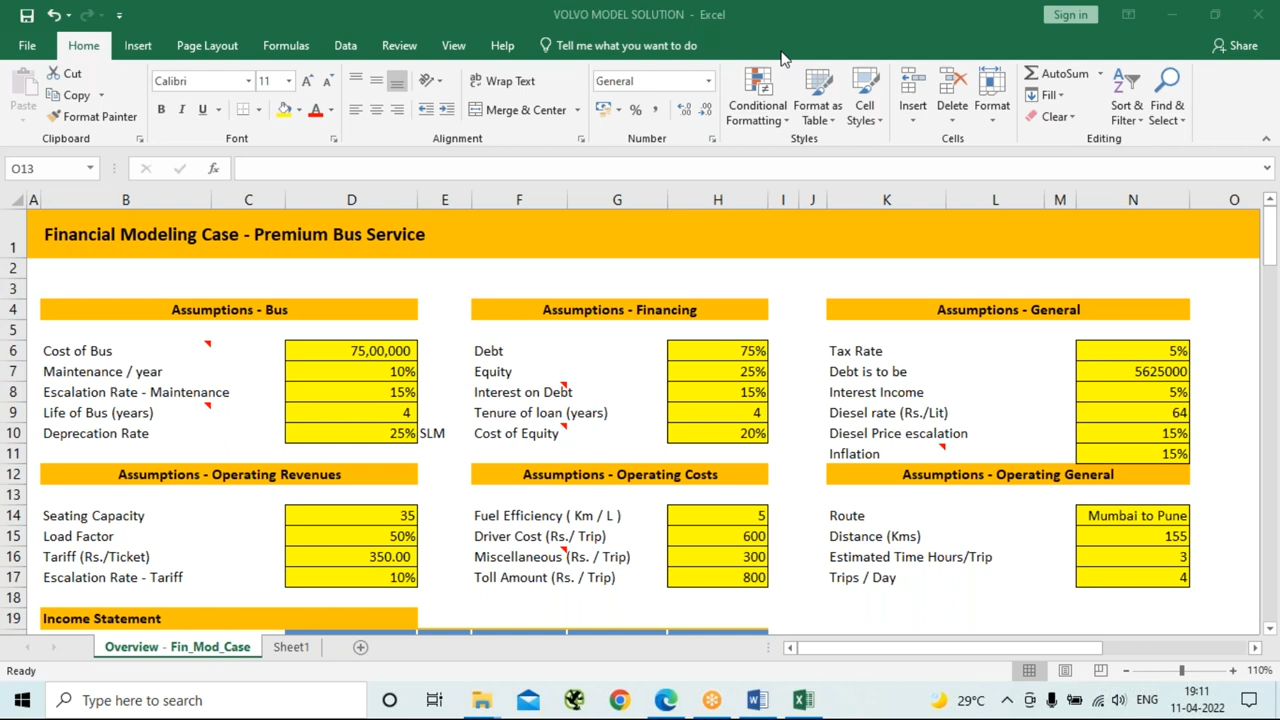 VOLVO MODEL SOLUTION - Excel
Sign in
File Home Insert Page Layout Formulas Data Review View Help Tell me what you want to do Share
Paste
Cut
Copy
Format Painter
Clipboard
Calibri 11
B I U
Font
Wrap Text
Merge & Center
Alignment
General
Number
Conditional Formatting
Format as Table
Cell Styles
Styles
Insert Delete Format
Cells
AutoSum
Fill
Clear
Sort & Filter
Find & Select
Editing
O13 fx
A B C D E F G H I J K L M N O
1 Financial Modeling Case - Premium Bus Service
2
3
4 Assumptions - Bus Assumptions - Financing Assumptions - General
5
6 Cost of Bus 75,00,000 Debt 75% Tax Rate 5%
7 Maintenance / year 10% Equity 25% Debt is to be 5625000
8 Escalation Rate - Maintenance 15% Interest on Debt 15% Interest Income 5%
9 Life of Bus (years) 4 Tenure of loan (years) 4 Diesel rate (Rs./Lit) 64
10 Deprecation Rate 25% SLM Cost of Equity 20% Diesel Price escalation 15%
11 Inflation 15%
12 Assumptions - Operating Revenues Assumptions - Operating Costs Assumptions - Operating General
13
14 Seating Capacity 35 Fuel Efficiency ( Km / L ) 5 Route Mumbai to Pune
15 Load Factor 50% Driver Cost (Rs./ Trip) 600 Distance (Kms) 155
16 Tariff (Rs./Ticket) 350.00 Miscellaneous (Rs. / Trip) 300 Estimated Time Hours/Trip 3
17 Escalation Rate - Tariff 10% Toll Amount (Rs. / Trip) 800 Trips / Day 4
18
19 Income Statement
Overview - Fin_Mod_Case Sheet1
Ready 110%
Type here to search
29°C ENG 19:11
11-04-2022